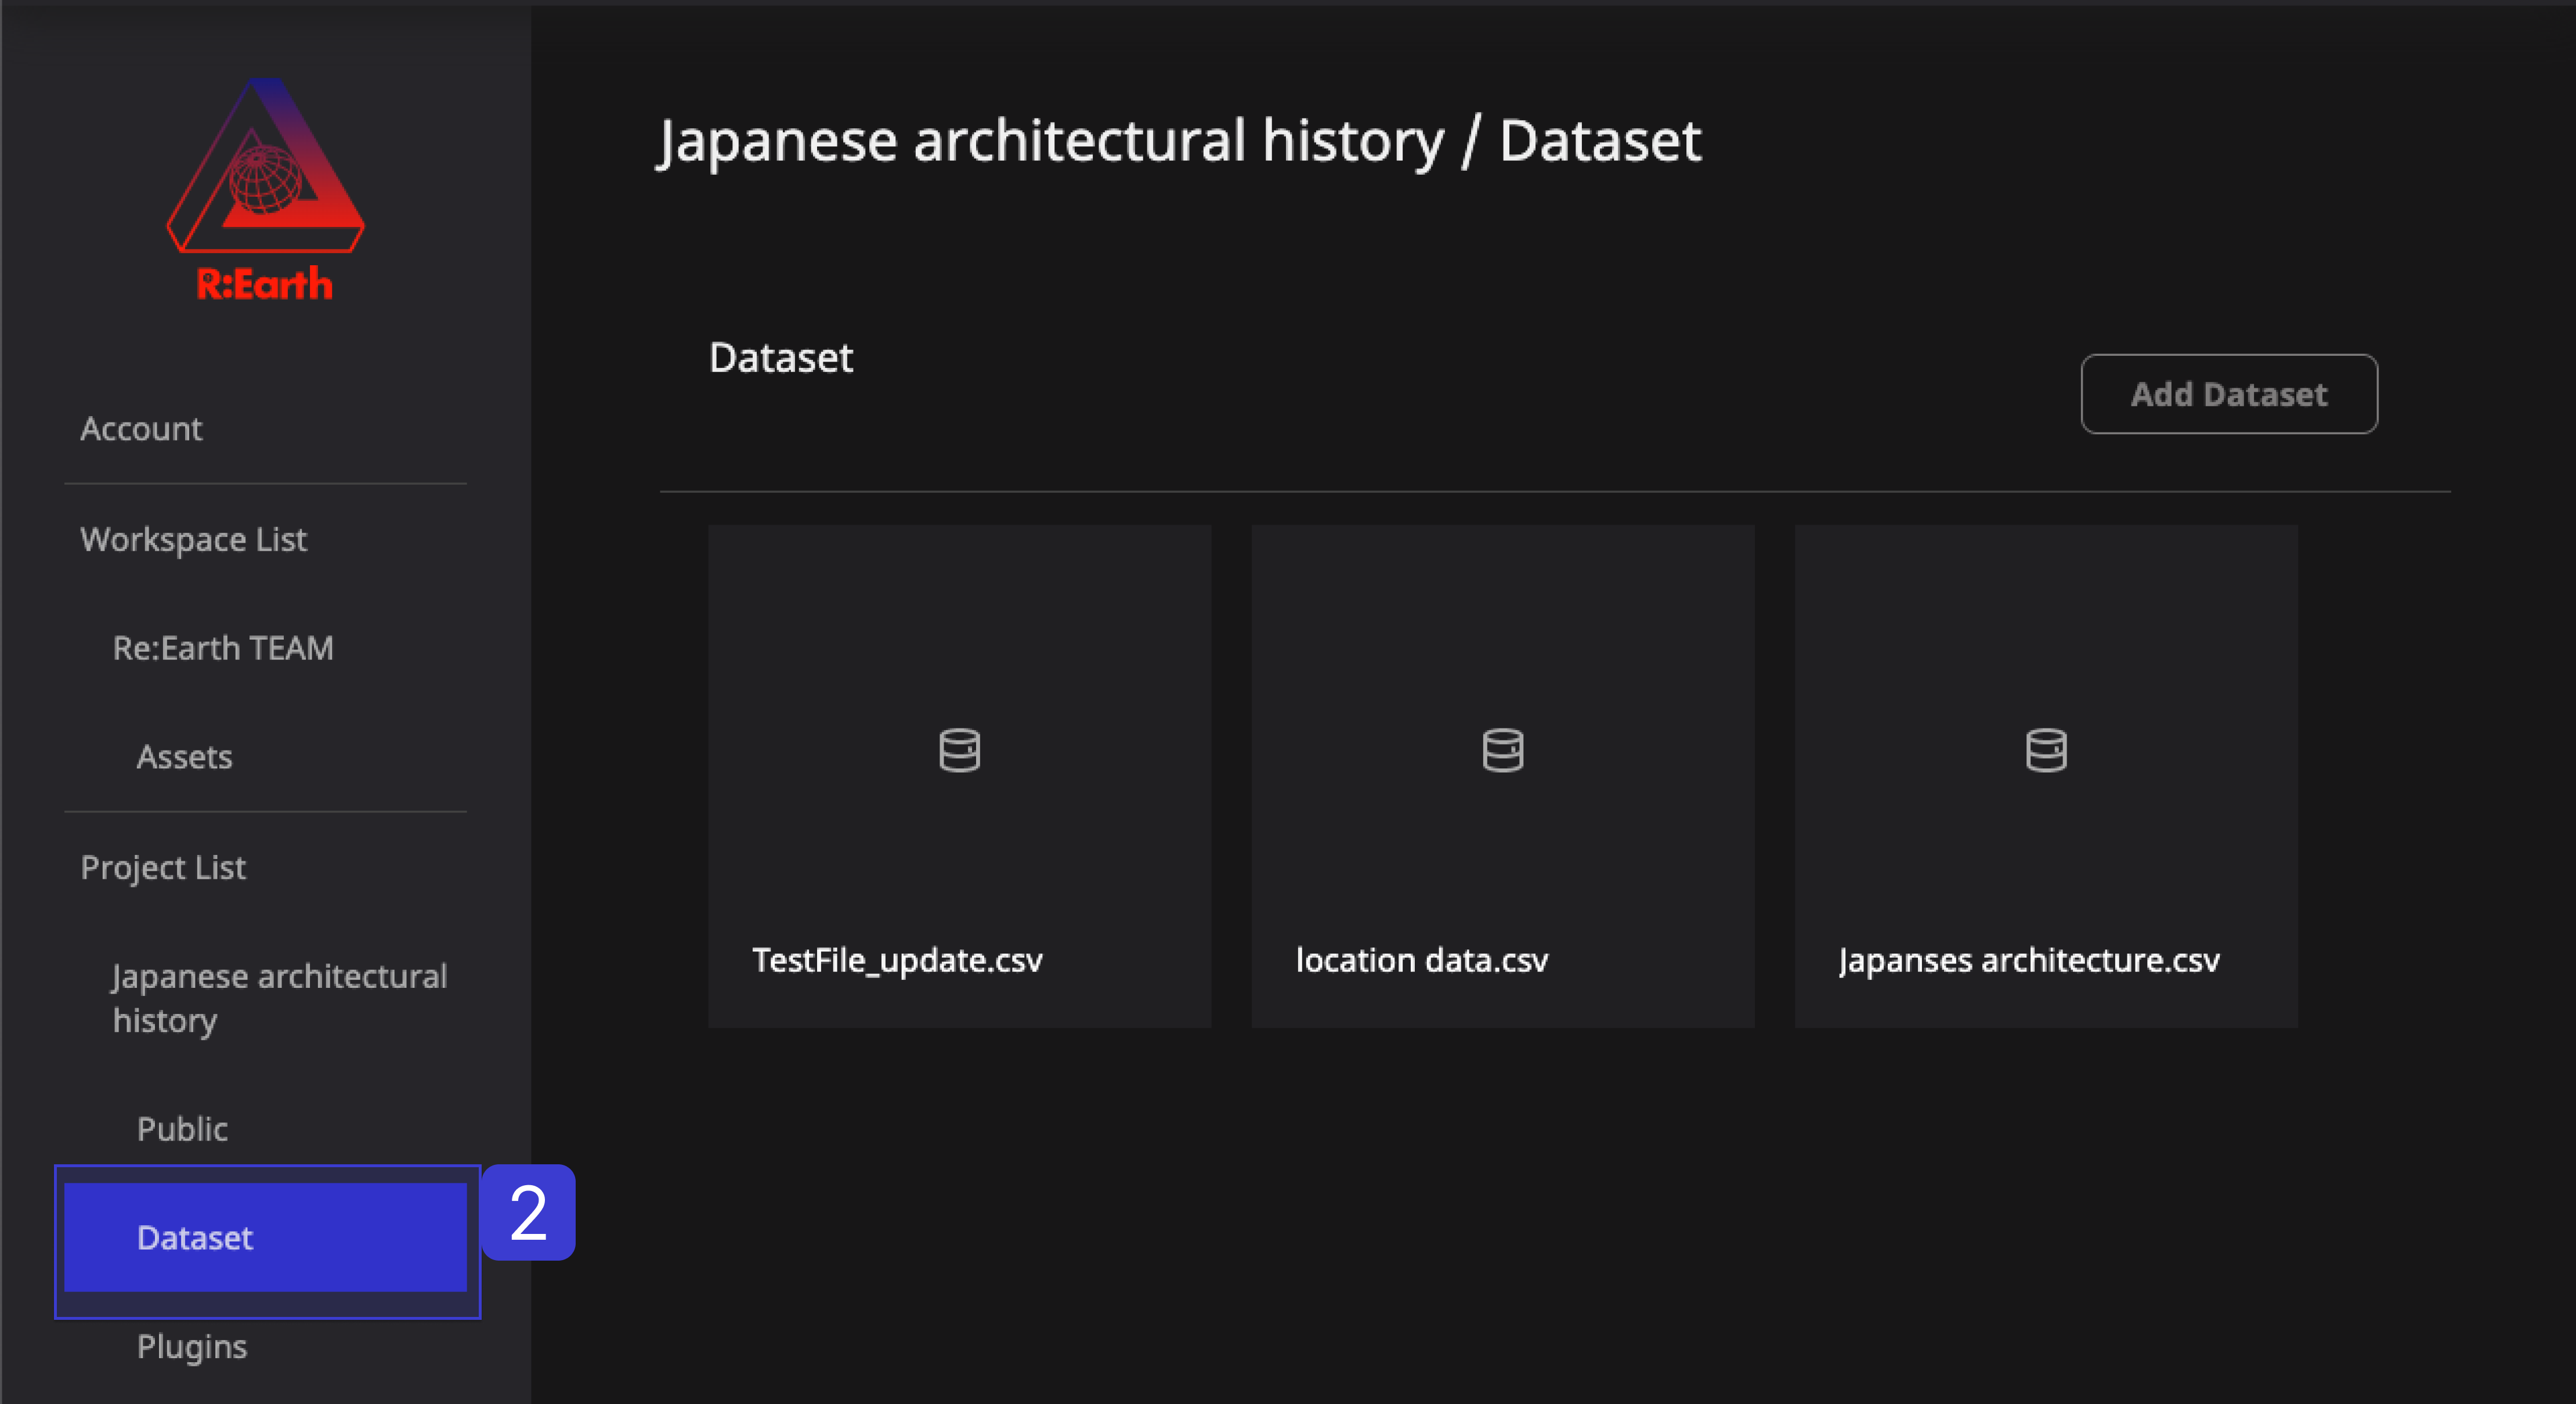 R:Earth
Account
Workspace List
Re:Earth TEAM
Assets
Project List
Japanese architectural
history
Public
Dataset
2
Plugins
Japanese architectural history / Dataset
Dataset
Add Dataset
TestFile_update.csv
location data.csv
Japanses architecture.csv